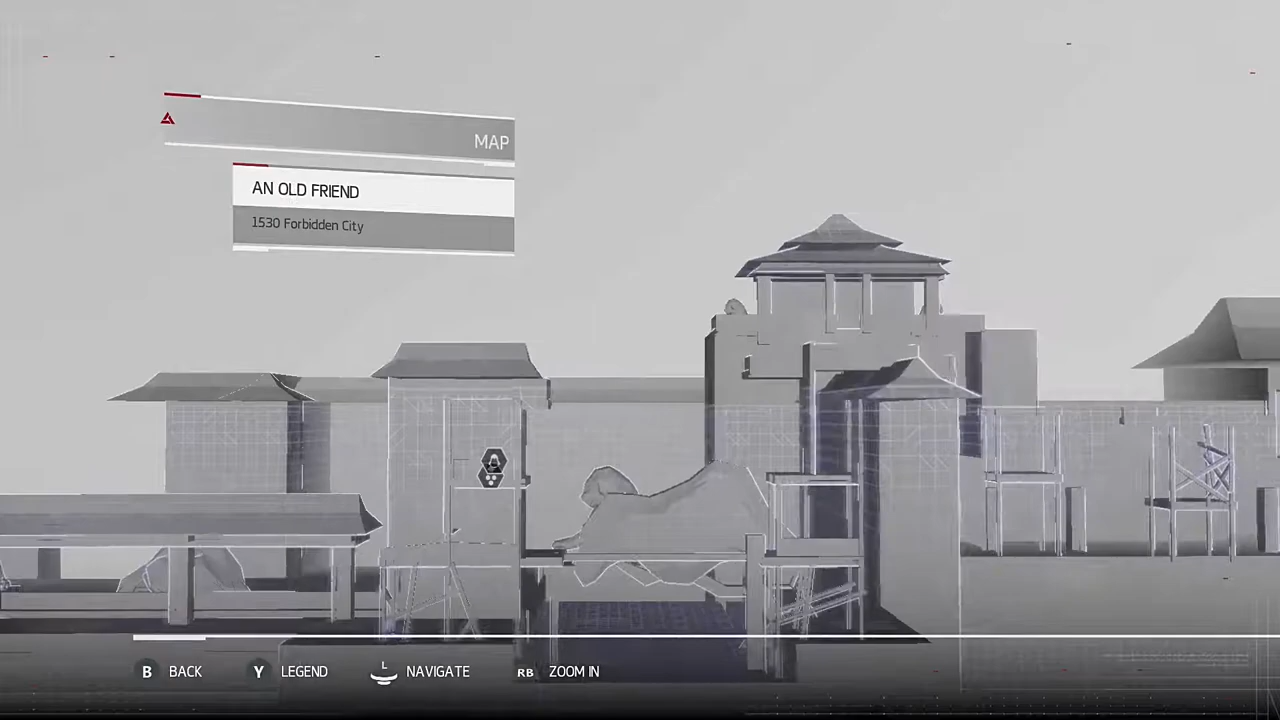 MAP
AN OLD FRIEND
1530 Forbidden City
B BACK Y LEGEND L NAVIGATE RB ZOOM IN